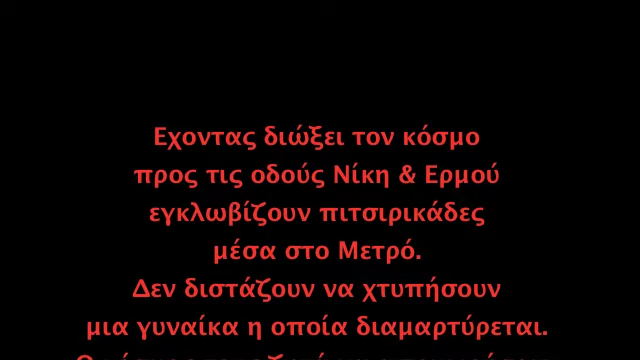 Εχοντας διώξει τον κόσμο
προς τις οδούς Νίκη & Ερμού
εγκλωβίζουν πιτσιρικάδες
μέσα στο Μετρό.
Δεν διστάζουν να χτυπήσουν
μια γυναίκα η οποία διαμαρτύρεται.